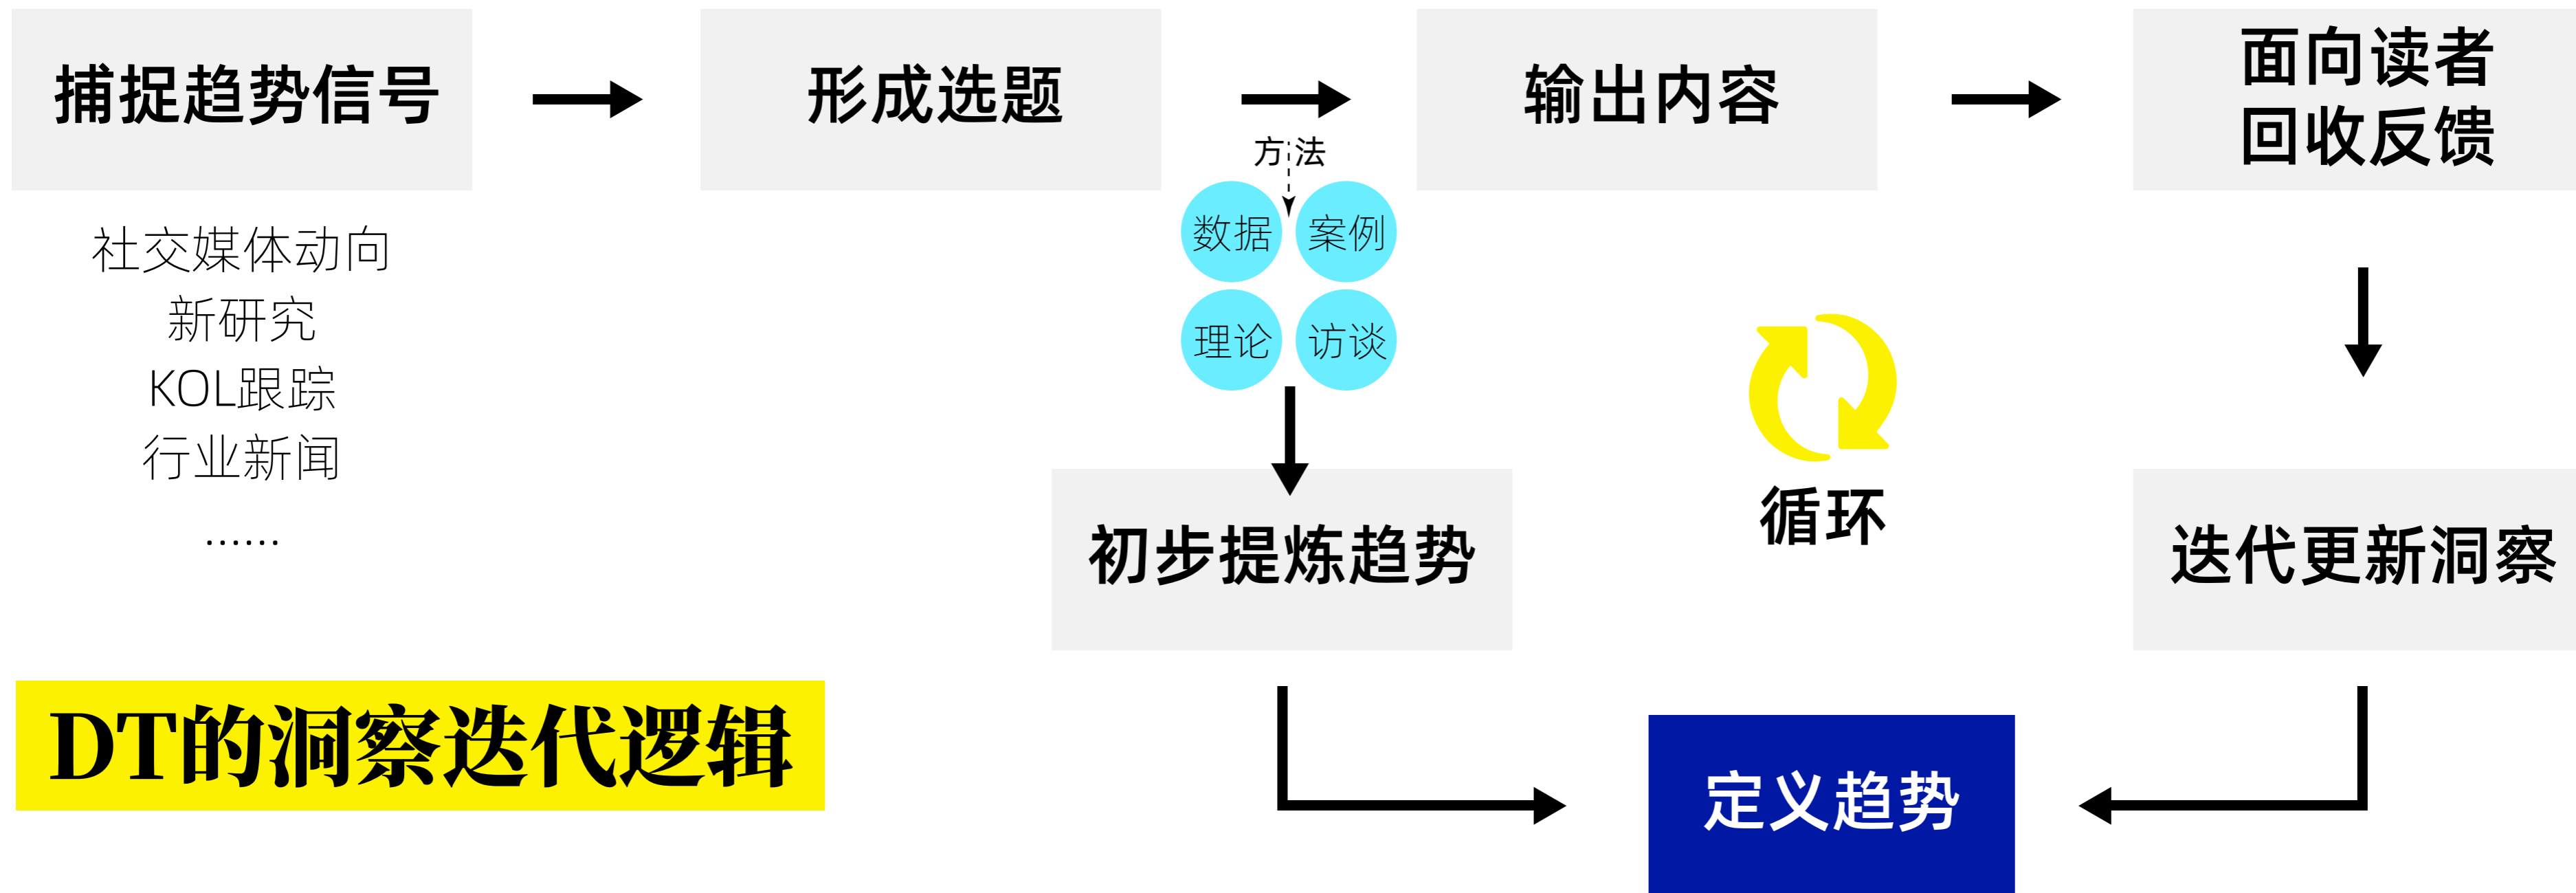 捕捉趋势信号
形成选题
输出内容
面向读者
回收反馈
方法
社交媒体动向
新研究
KOL跟踪
行业新闻
……
数据
案例
理论
访谈
循环
初步提炼趋势
迭代更新洞察
DT的洞察迭代逻辑
定义趋势